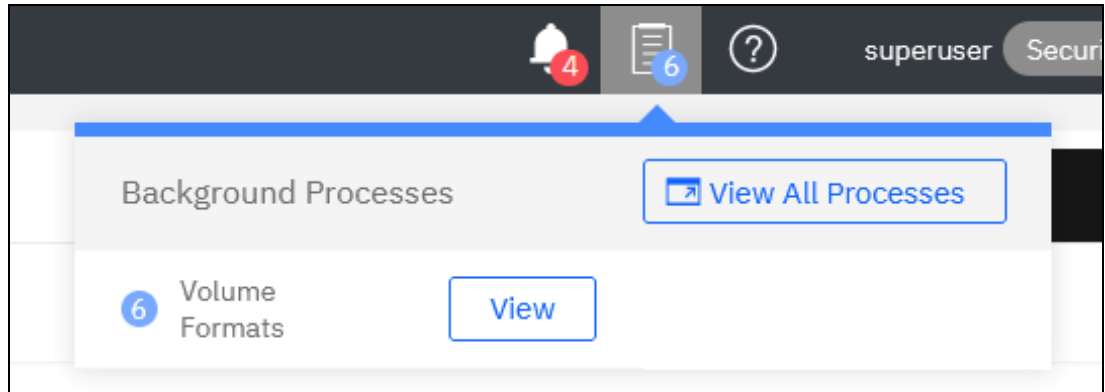 4 6 ? superuser Securi
Background Processes View All Processes
6 Volume Formats View